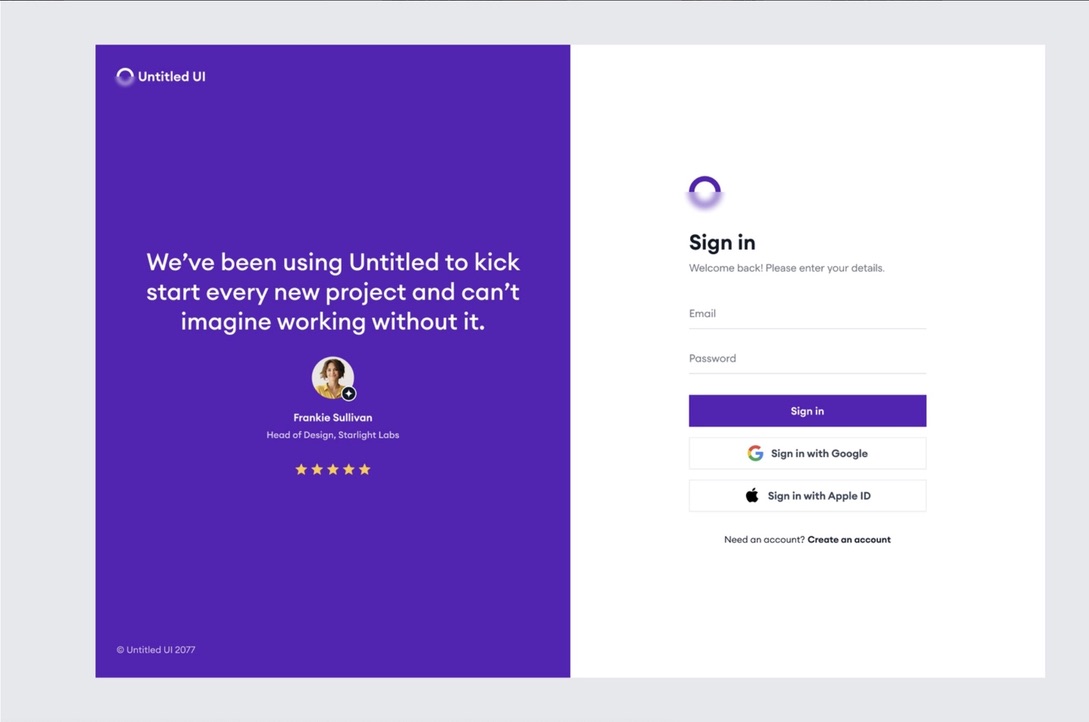 Untitled UI
We’ve been using Untitled to kick
start every new project and can’t
imagine working without it.
Frankie Sullivan
Head of Design, Starlight Labs
© Untitled UI 2077
Sign in
Welcome back! Please enter your details.
Email
Password
Sign in
Sign in with Google
Sign in with Apple ID
Need an account? Create an account